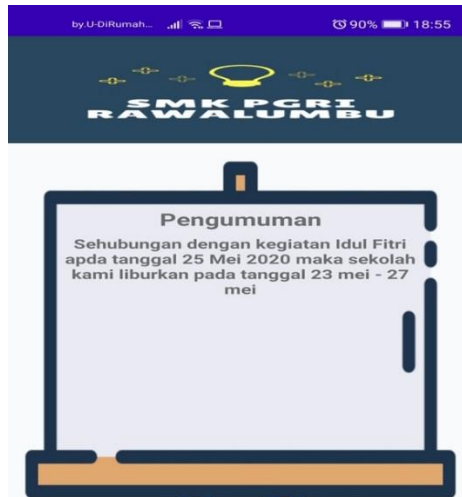 by.U-DiRumah... 90% 18:55
SMK PGRI
RAWALUMBU
Pengumuman
Sehubungan dengan kegiatan Idul Fitri
apda tanggal 25 Mei 2020 maka sekolah
kami liburkan pada tanggal 23 mei - 27
mei